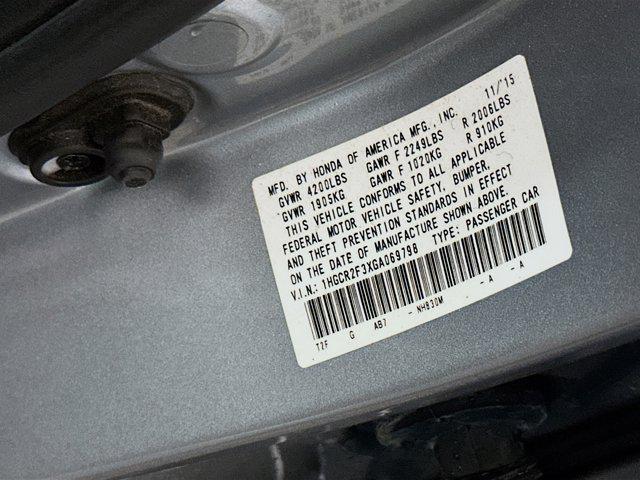 MFD. BY HONDA OF AMERICA MFG., INC. 11/'15
GVWR 4200LBS GAWR F 2249LBS R 2006LBS
GVWR 1905KG GAWR F 1020KG R 910KG
THIS VEHICLE CONFORMS TO ALL APPLICABLE
FEDERAL MOTOR VEHICLE SAFETY, BUMPER,
AND THEFT PREVENTION STANDARDS IN EFFECT
ON THE DATE OF MANUFACTURE SHOWN ABOVE.
V.I.N.: 1HGCR2F3XGA069798 TYPE: PASSENGER CAR
T2F G AB7 - NH830M . -A -A